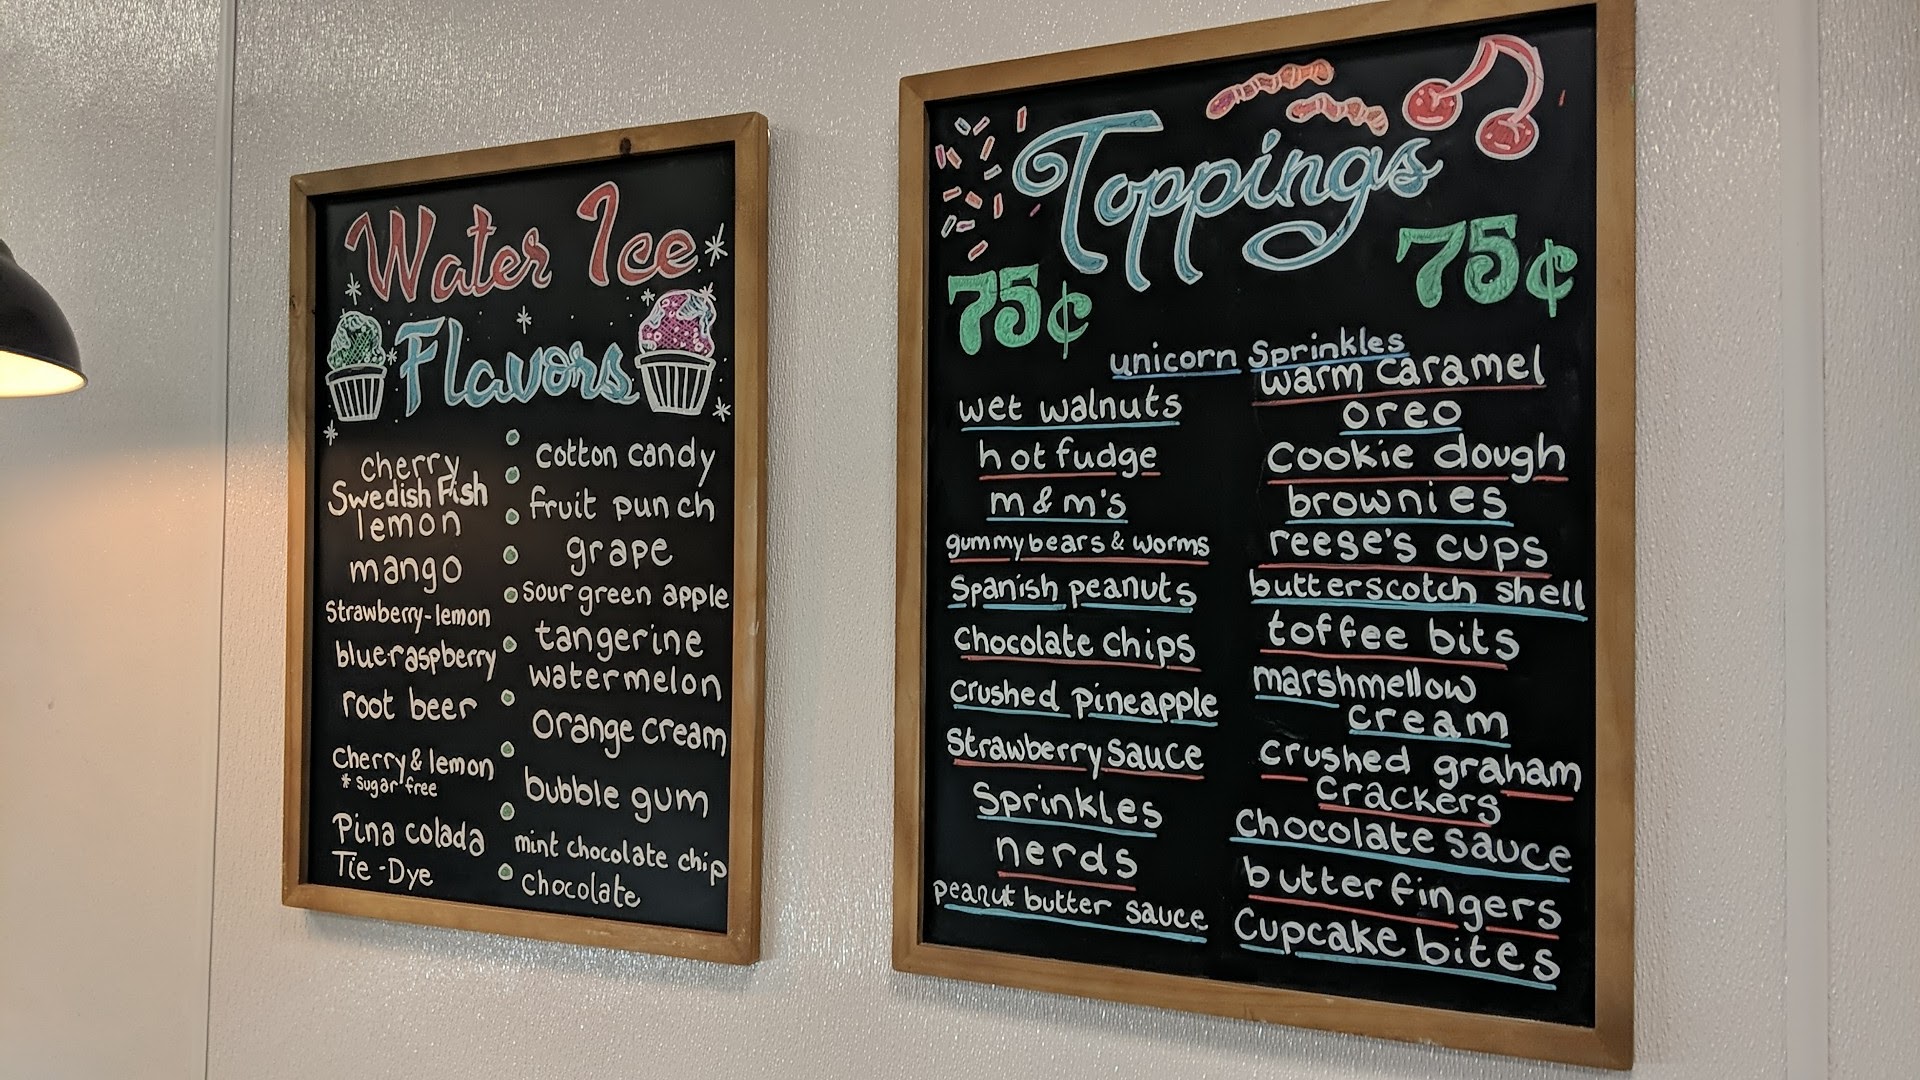 Water Ice
Flavors
cherry
Swedish Fish
lemon
mango
Strawberry-lemon
blue-raspberry
root beer
Cherry & lemon
* Sugar free
Pina colada
Tie-Dye
cotton candy
fruit punch
grape
sour green apple
tangerine
watermelon
Orange cream
bubble gum
mint chocolate chip
chocolate
Toppings
75¢
75¢
unicorn Sprinkles
wet walnuts
hot fudge
m & m's
gummy bears & worms
Spanish peanuts
Chocolate chips
Crushed pineapple
Strawberry sauce
Sprinkles
nerds
peanut butter sauce
warm caramel
oreo
Cookie dough
brownies
reese's cups
butterscotch shell
toffee bits
marshmellow
cream
Crushed graham
Crackers
Chocolate sauce
butterfingers
Cupcake bites